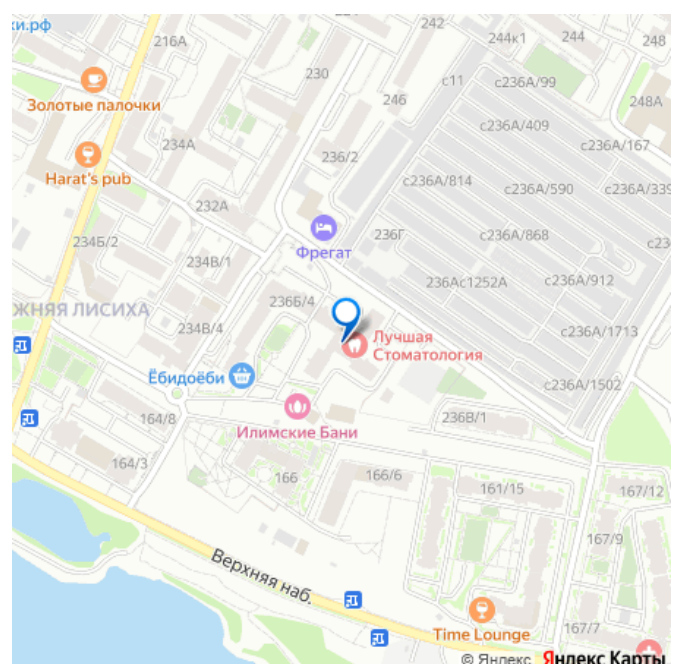 ки.рф
216А
242
244к1
244
248
230
с11
с236А/99
246
248А
Золотые палочки
с236А/409
234А
236/2
с236А/167
Harat's pub
с236А/814
с236А/590
с236А/339
232А
234Б/2
236Г
с236А/868
с23
Фрегат
234В/1
236Ас1252А
с236А/912
236Б/4
ЖНЯЯ ЛИСИХА
234В/4
Лучшая
Стоматология
с236А/1713
Ёбидоёби
с236А/1502
164/8
Илимские Бани
236В/1
164/3
166
166/6
161/15
167/12
167/9
Верхняя наб.
Time Lounge
167/7
© Яндекс Яндекс Карты